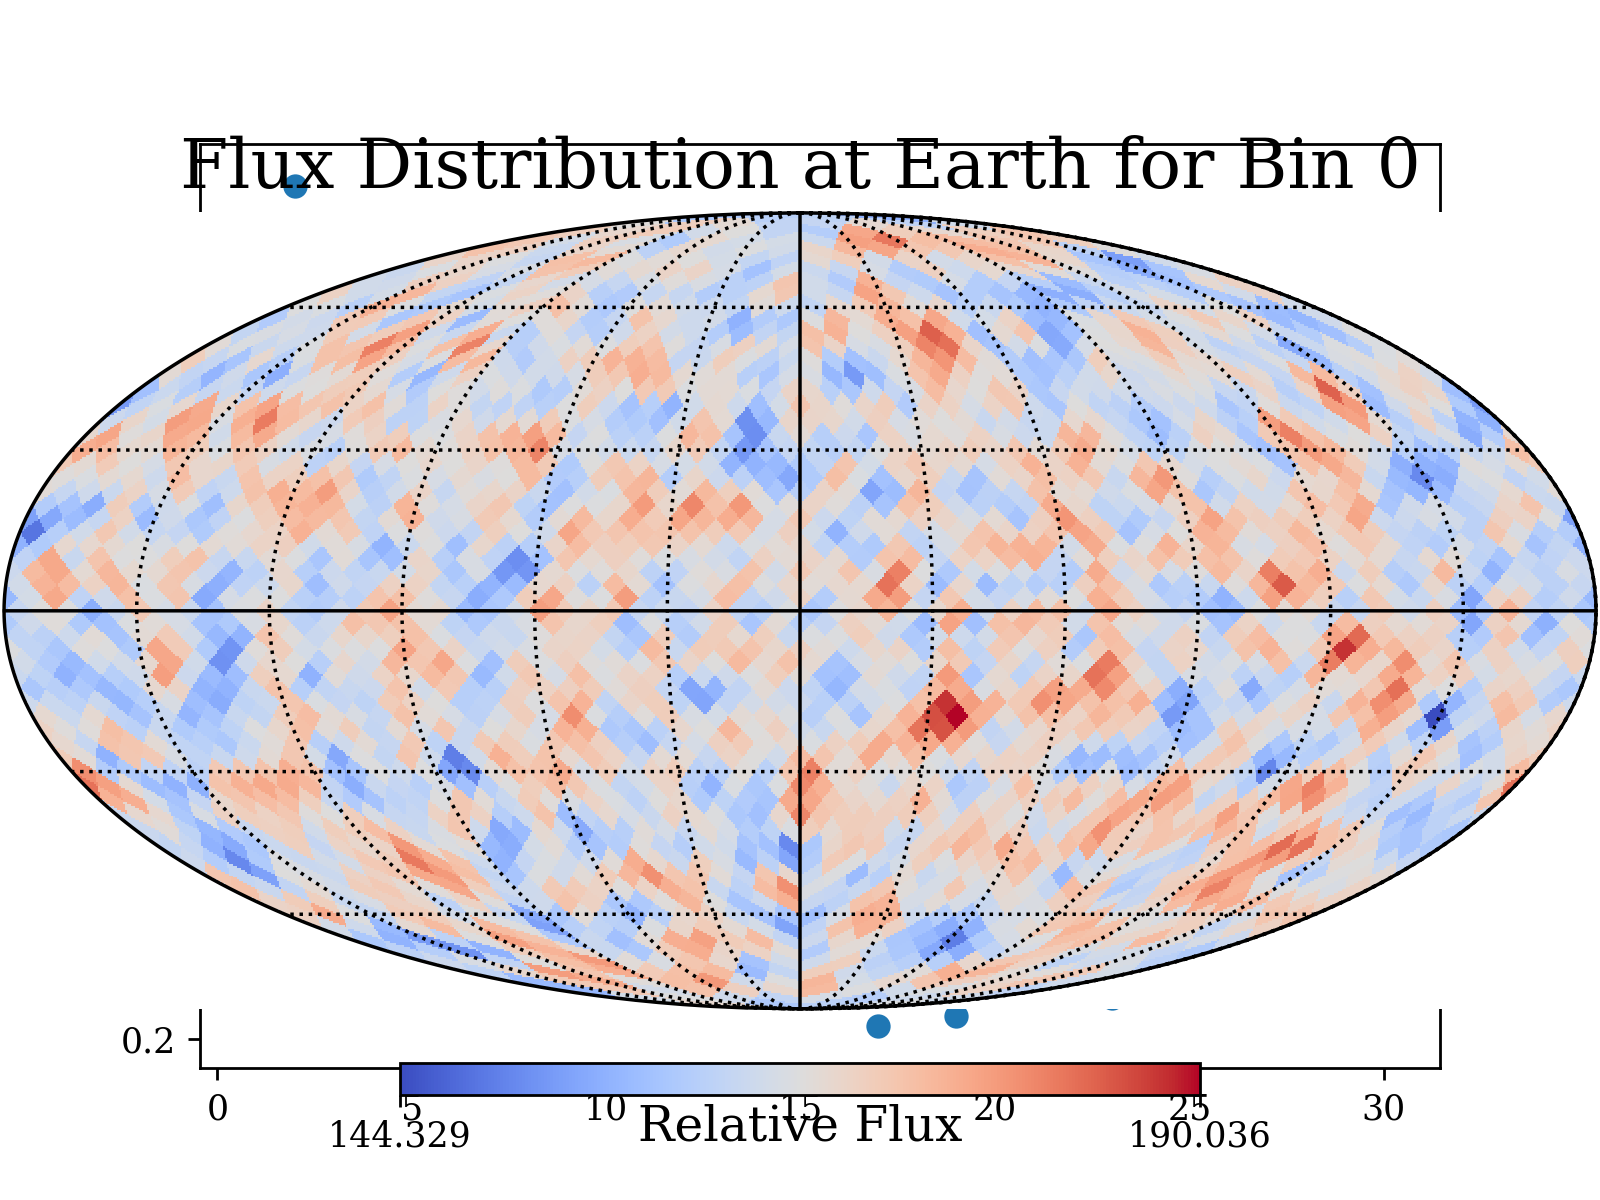 Flux Distribution at Earth for Bin 0
0.2
0 5 10 15 20 25 30
Relative Flux
144.329 190.036